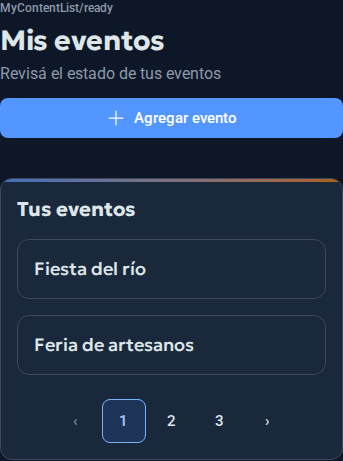 MyContentList/ready
Mis eventos
Revisá el estado de tus eventos
Agregar evento
Tus eventos
Fiesta del río
Feria de artesanos
‹ 1 2 3 ›